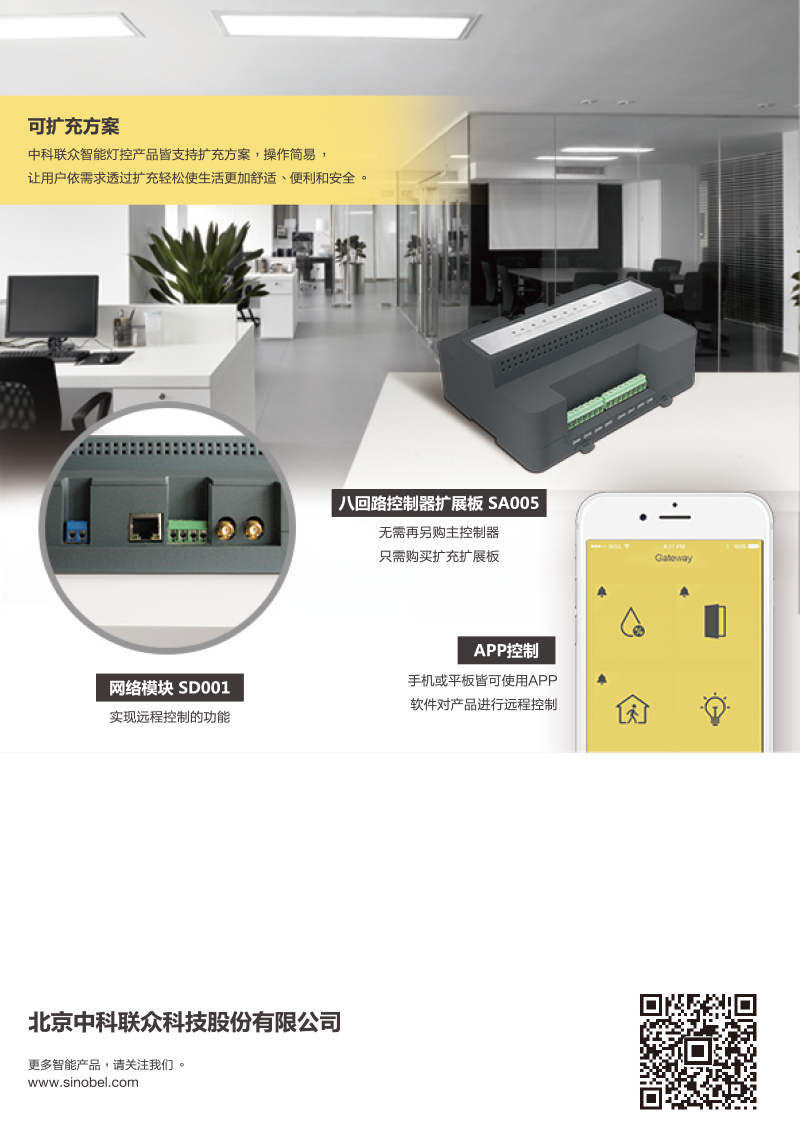 可扩充方案
中科联众智能灯控产品皆支持扩充方案，操作简易，
让用户依需求透过扩充轻松使生活更加舒适、便利和安全。
八回路控制器扩展板 SA005
无需再另购主控制器
只需购买扩充扩展板
4:21 PM
Gateway
%
APP控制
手机或平板皆可使用APP
软件对产品进行远程控制
网络模块 SD001
实现远程控制的功能
北京中科联众科技股份有限公司
更多智能产品，请关注我们。
www.sinobel.com